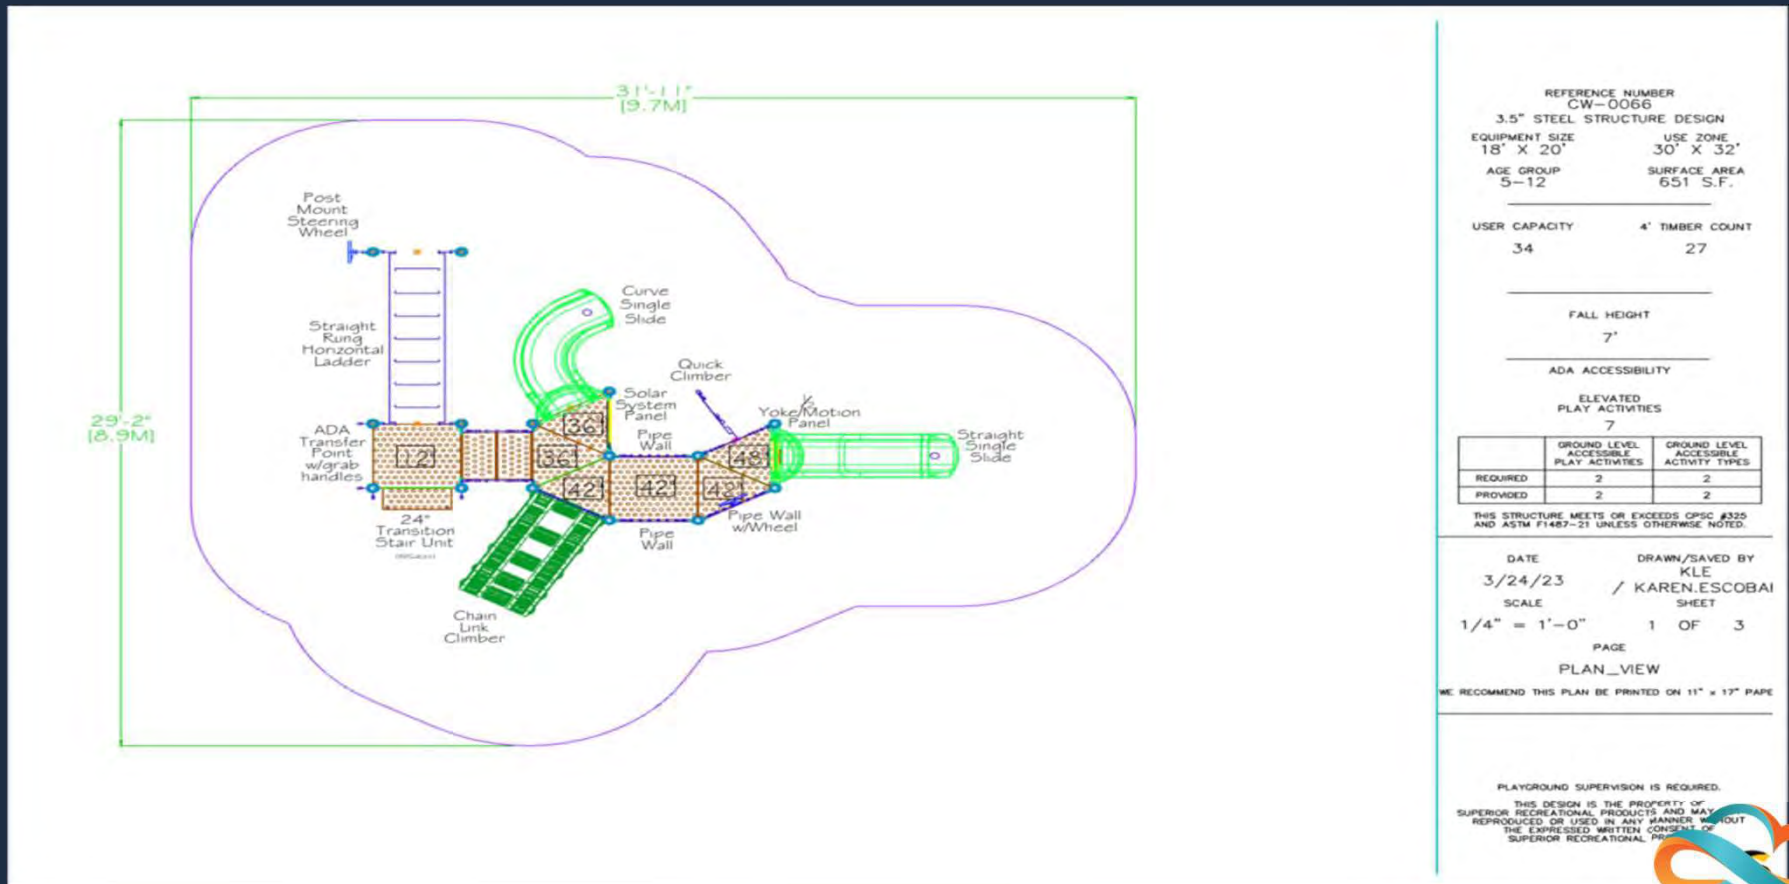 31'-11"
[9.7M]
29'-2"
[8.9M]
Post
Mount
Steering
Wheel
Straight
Rung
Horizontal
Ladder
Curve
Single
Slide
Quick
Climber
Solar
System
Panel
½
Yoke/Motion
Panel
Pipe
Wall
Straight
Single
Slide
ADA
Transfer
Point
w/grab
handles
12
36
36
42
42
42
48
24"
Transition
Stair Unit
Pipe
Wall
Pipe Wall
w/Wheel
Chain
Link
Climber
REFERENCE NUMBER
CW-0066
3.5" STEEL STRUCTURE DESIGN
EQUIPMENT SIZE
18' X 20'
USE ZONE
30' X 32'
AGE GROUP
5-12
SURFACE AREA
651 S.F.
USER CAPACITY
34
4' TIMBER COUNT
27
FALL HEIGHT
7'
ADA ACCESSIBILITY
ELEVATED
PLAY ACTIVITIES
7
GROUND LEVEL
ACCESSIBLE
PLAY ACTIVITIES
GROUND LEVEL
ACCESSIBLE
ACTIVITY TYPES
REQUIRED 2 2
PROVIDED 2 2
THIS STRUCTURE MEETS OR EXCEEDS CPSC #325
AND ASTM F1487-21 UNLESS OTHERWISE NOTED.
DATE
3/24/23
DRAWN/SAVED BY
KLE
/ KAREN.ESCOBAI
SCALE
1/4" = 1'-0"
SHEET
1 OF 3
PAGE
PLAN_VIEW
WE RECOMMEND THIS PLAN BE PRINTED ON 11" x 17" PAPE
PLAYGROUND SUPERVISION IS REQUIRED.
THIS DESIGN IS THE PROPERTY OF
SUPERIOR RECREATIONAL PRODUCTS AND MAY
REPRODUCED OR USED IN ANY MANNER WITHOUT
THE EXPRESSED WRITTEN CONSENT OF
SUPERIOR RECREATIONAL